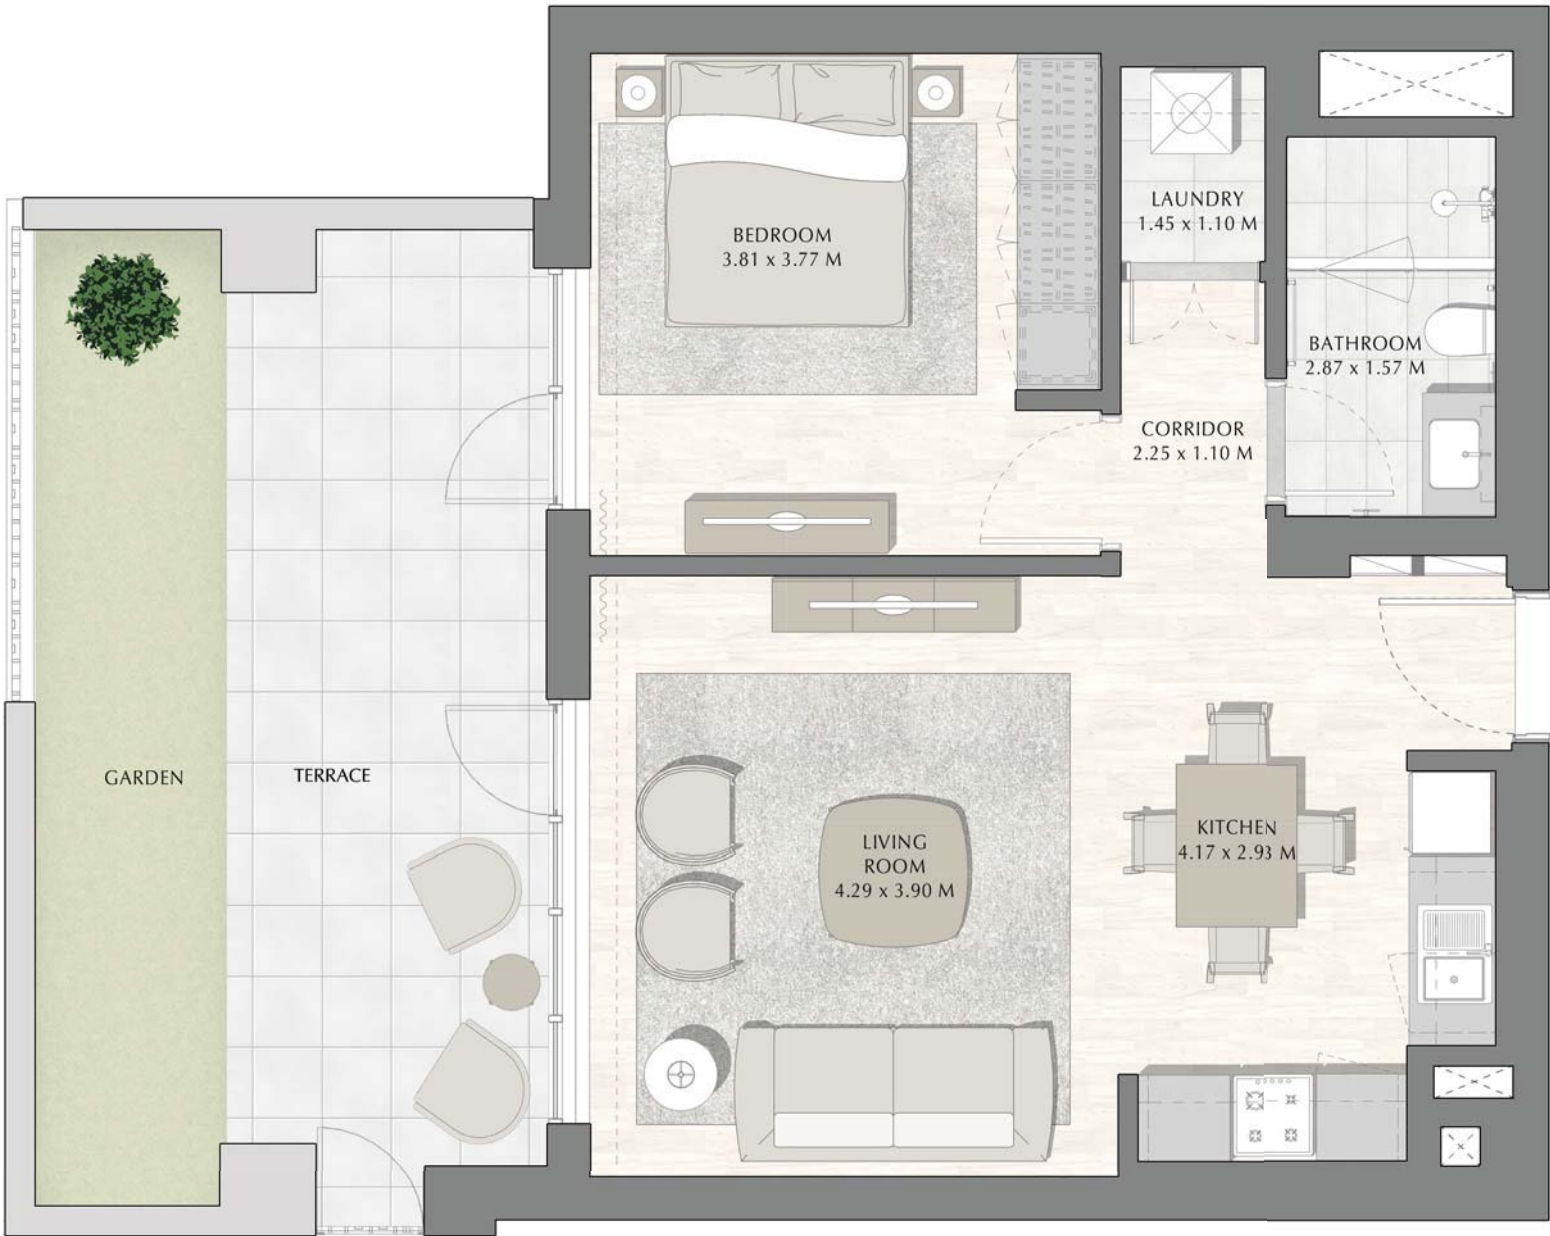 BEDROOM
3.81 x 3.77 M
LAUNDRY
1.45 x 1.10 M
BATHROOM
2.87 x 1.57 M
CORRIDOR
2.25 x 1.10 M
GARDEN
TERRACE
LIVING
ROOM
4.29 x 3.90 M
KITCHEN
4.17 x 2.93 M